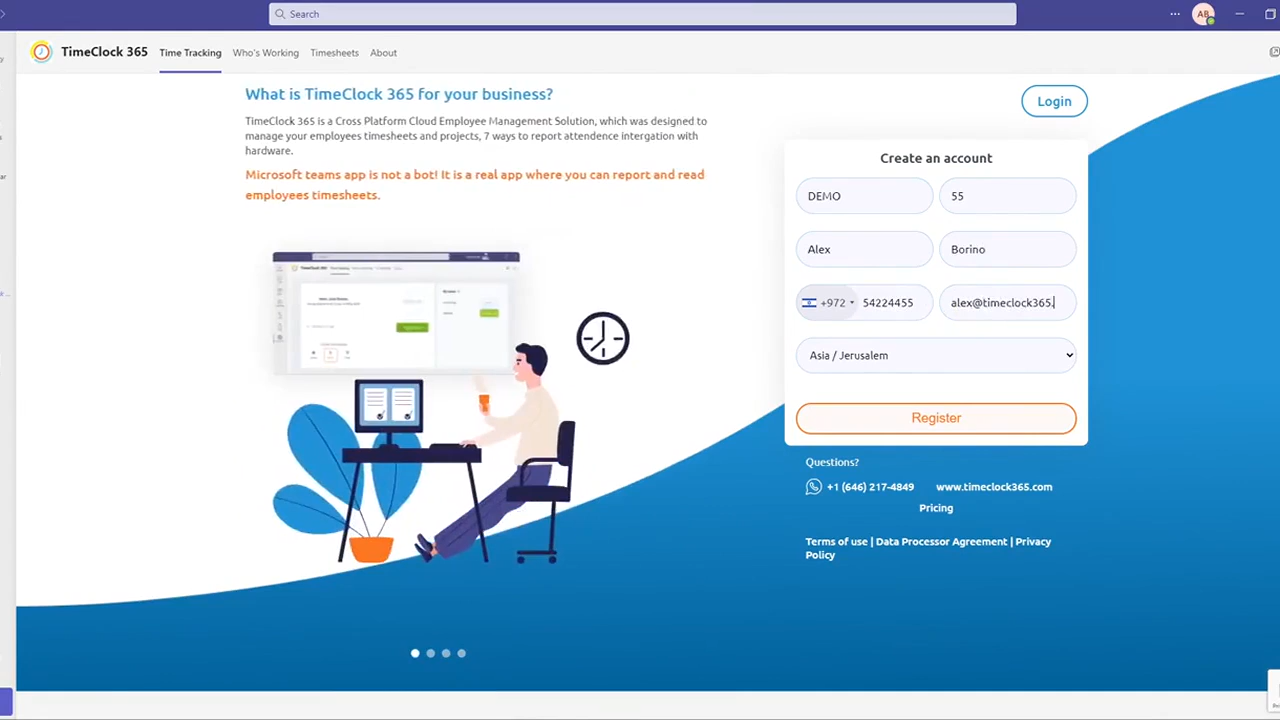 Search
AB
TimeClock 365
Time Tracking
Who's Working
Timesheets
About
What is TimeClock 365 for your business?
TimeClock 365 is a Cross Platform Cloud Employee Management Solution, which was designed to
manage your employees timesheets and projects, 7 ways to report attendence intergation with
hardware.
Microsoft teams app is not a bot! It is a real app where you can report and read
employees timesheets.
Login
Create an account
DEMO
55
Alex
Borino
+972
54224455
alex@timeclock365.
Asia / Jerusalem
Register
Questions?
+1 (646) 217-4849
www.timeclock365.com
Pricing
Terms of use | Data Processor Agreement | Privacy
Policy